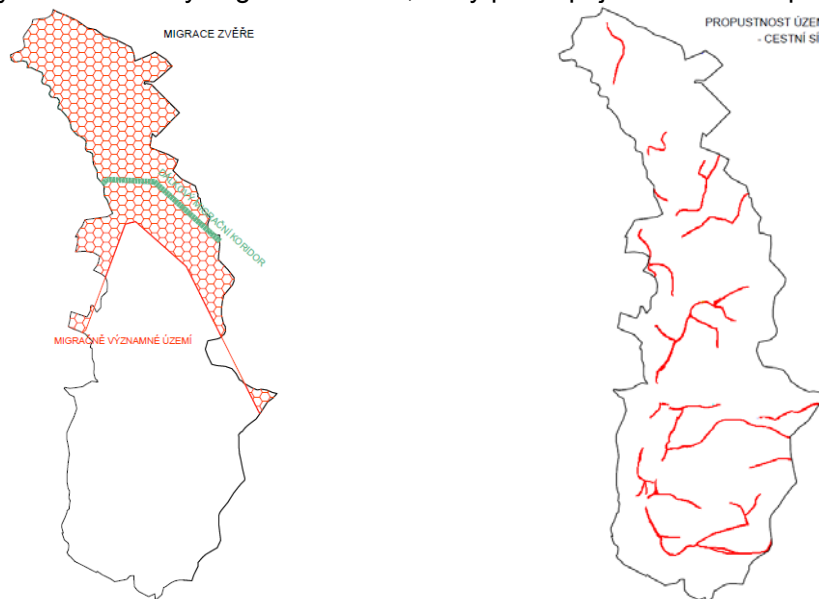 MIGRACE ZVĚŘE
PROPUSTNOST ÚZEM
- CESTNÍ SÍ
MIGRAČNÍ KORIDOR
MIGRAČNĚ VÝZNAMNÉ ÚZEMÍ